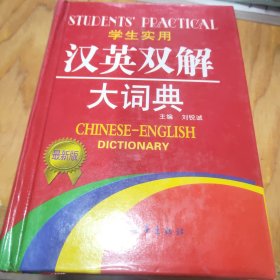 STUDENTS' PRACTICAL
学生实用
汉英双解
大词典
主编 刘锐诚
CHINESE-ENGLISH
DICTIONARY
最新版